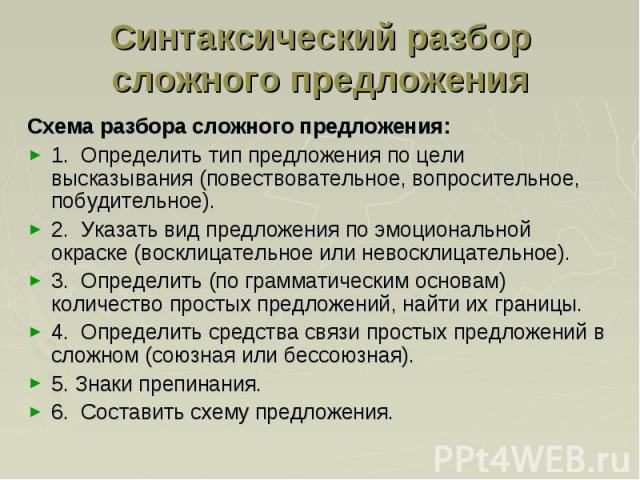 Синтаксический разбор
сложного предложения
Схема разбора сложного предложения:
► 1. Определить тип предложения по цели
высказывания (повествовательное, вопросительное,
побудительное).
► 2. Указать вид предложения по эмоциональной
окраске (восклицательное или невосклицательное).
► 3. Определить (по грамматическим основам)
количество простых предложений, найти их границы.
► 4. Определить средства связи простых предложений в
сложном (союзная или бессоюзная).
► 5. Знаки препинания.
► 6. Составить схему предложения.
PPt4WEB.ru